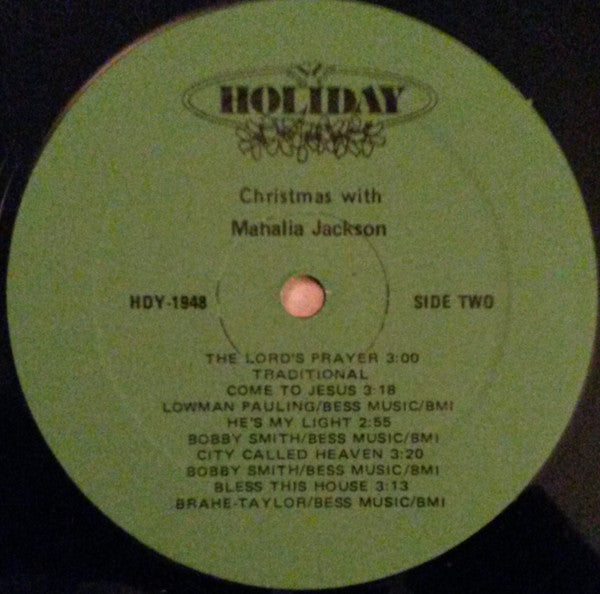 HOLIDAY
Christmas with
Mahalia Jackson
HDY-1948
SIDE TWO
THE LORD'S PRAYER 3:00
TRADITIONAL
COME TO JESUS 3:18
LOWMAN PAULING/BESS MUSIC/BMI
HE'S MY LIGHT 2:55
BOBBY SMITH/BESS MUSIC/BMI
CITY CALLED HEAVEN 3:20
BOBBY SMITH/BESS MUSIC/BMI
BLESS THIS HOUSE 3:13
BRAHE-TAYLOR/BESS MUSIC/BMI